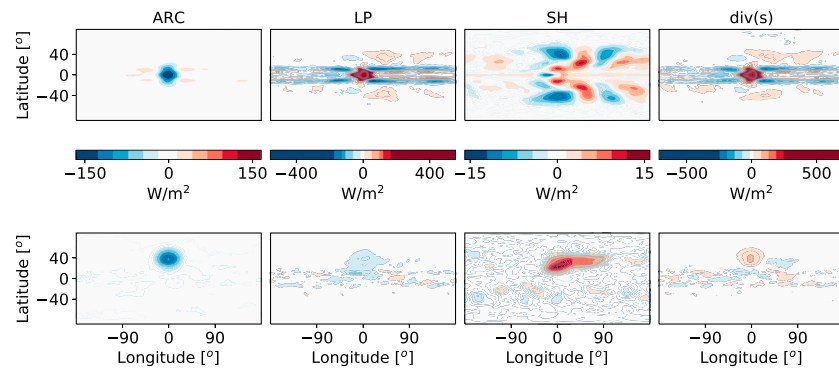 ARC LP SH div(s)
Latitude [°]
40
0
−40
−150 0 150 −400 0 400 −15 0 15 −500 0 500
W/m² W/m² W/m² W/m²
Latitude [°]
40
0
−40
−90 0 90 −90 0 90 −90 0 90 −90 0 90
Longitude [°] Longitude [°] Longitude [°] Longitude [°]